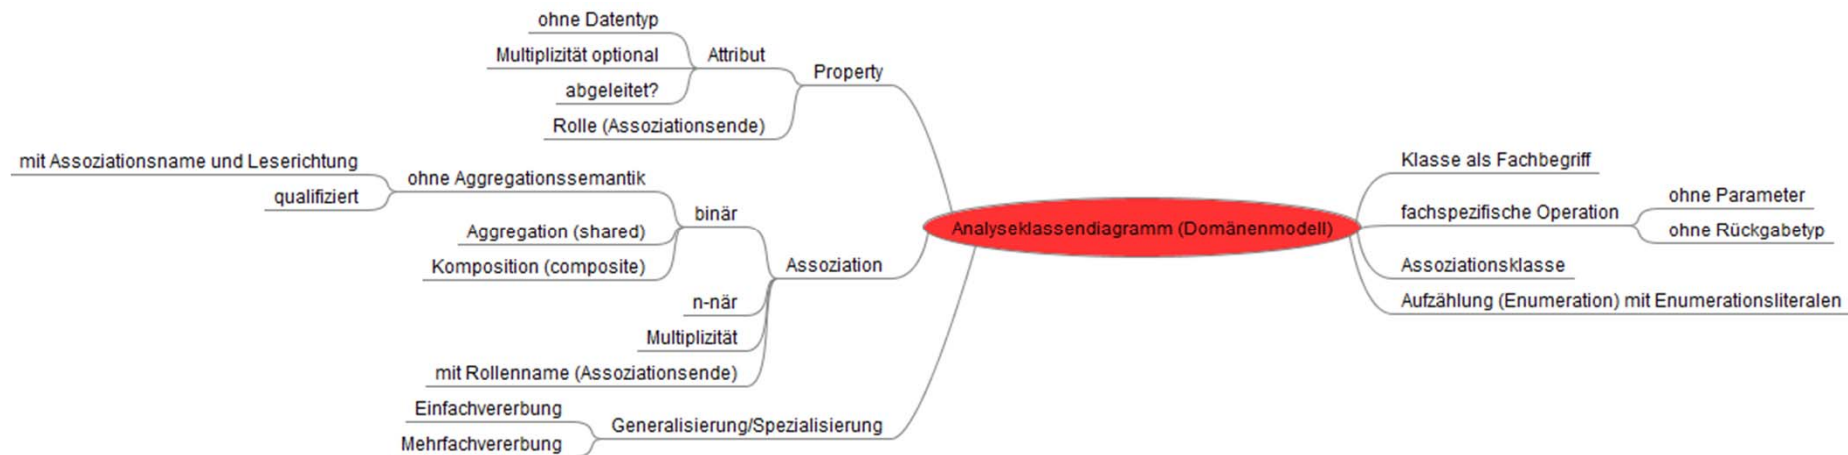 ohne Datentyp
Multiplizität optional
abgeleitet?
Attribut
Rolle (Assoziationsende)
Property
mit Assoziationsname und Leserichtung
qualifiziert
ohne Aggregationssemantik
Aggregation (shared)
Komposition (composite)
binär
n-när
Multiplizität
mit Rollenname (Assoziationsende)
Assoziation
Einfachvererbung
Mehrfachvererbung
Generalisierung/Spezialisierung
Analyseklassendiagramm (Domänenmodell)
Klasse als Fachbegriff
fachspezifische Operation
ohne Parameter
ohne Rückgabetyp
Assoziationsklasse
Aufzählung (Enumeration) mit Enumerationsliteralen